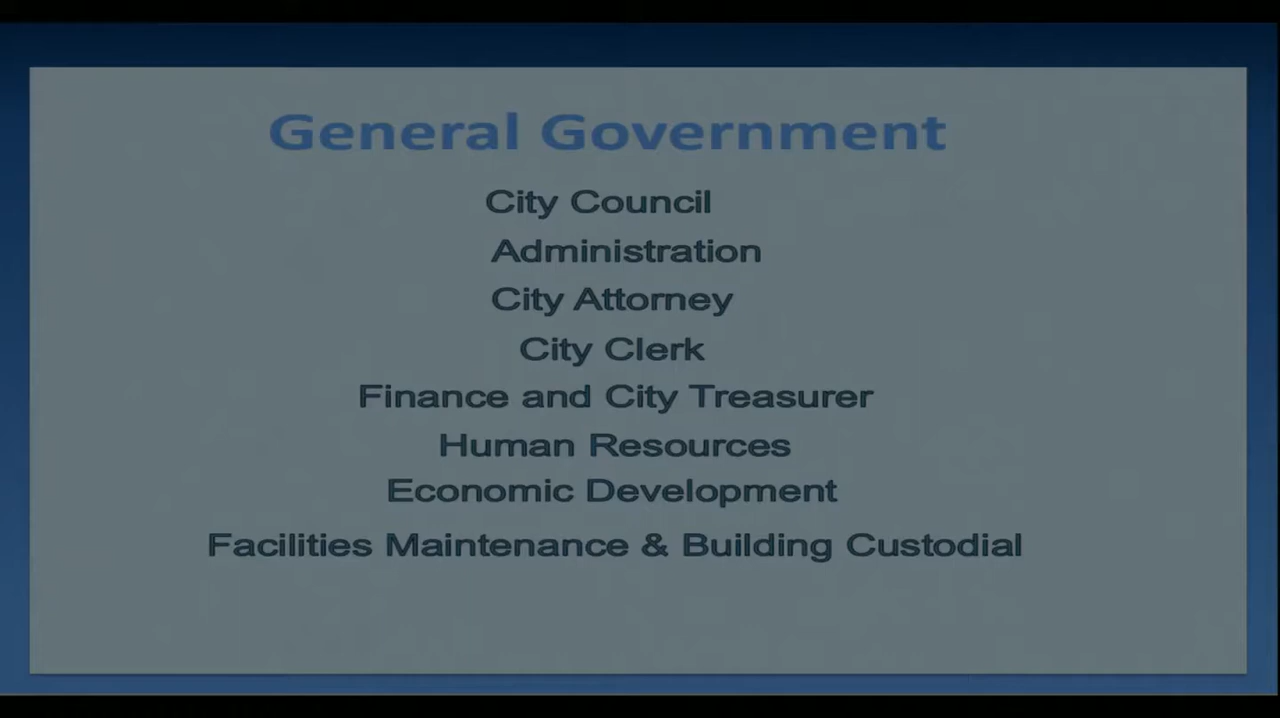 General Government
City Council
Administration
City Attorney
City Clerk
Finance and City Treasurer
Human Resources
Economic Development
Facilities Maintenance & Building Custodial